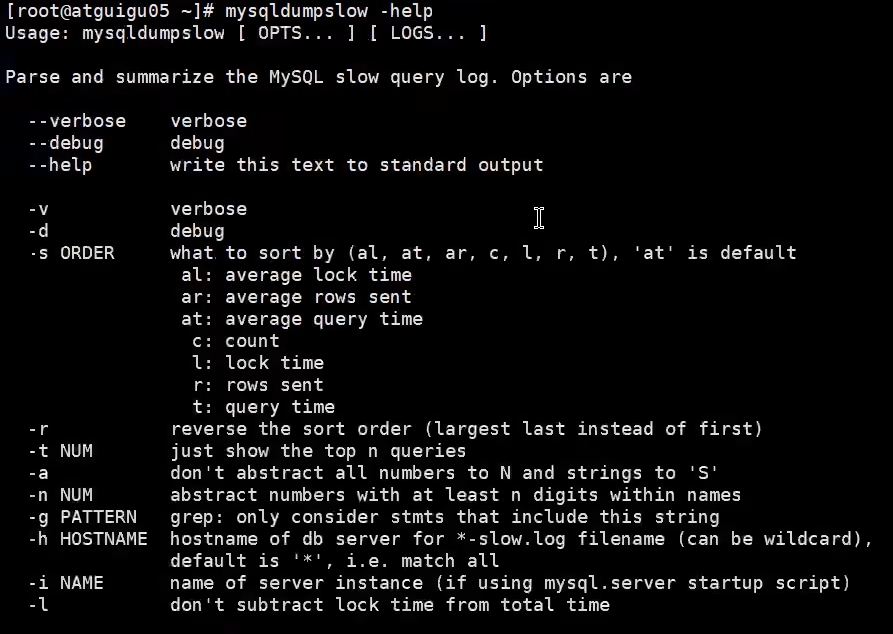 [root@atguigu05 ~]# mysqldumpslow -help
Usage: mysqldumpslow [ OPTS... ] [ LOGS... ]
Parse and summarize the MySQL slow query log. Options are
--verbose    verbose
--debug      debug
--help       write this text to standard output
-v           verbose
-d           debug
-s ORDER     what to sort by (al, at, ar, c, l, r, t), 'at' is default
al: average lock time
ar: average rows sent
at: average query time
c: count
l: lock time
r: rows sent
t: query time
-r           reverse the sort order (largest last instead of first)
-t NUM       just show the top n queries
-a           don't abstract all numbers to N and strings to 'S'
-n NUM       abstract numbers with at least n digits within names
-g PATTERN   grep: only consider stmts that include this string
-h HOSTNAME  hostname of db server for *-slow.log filename (can be wildcard),
default is '*', i.e. match all
-i NAME      name of server instance (if using mysql.server startup script)
-l           don't subtract lock time from total time